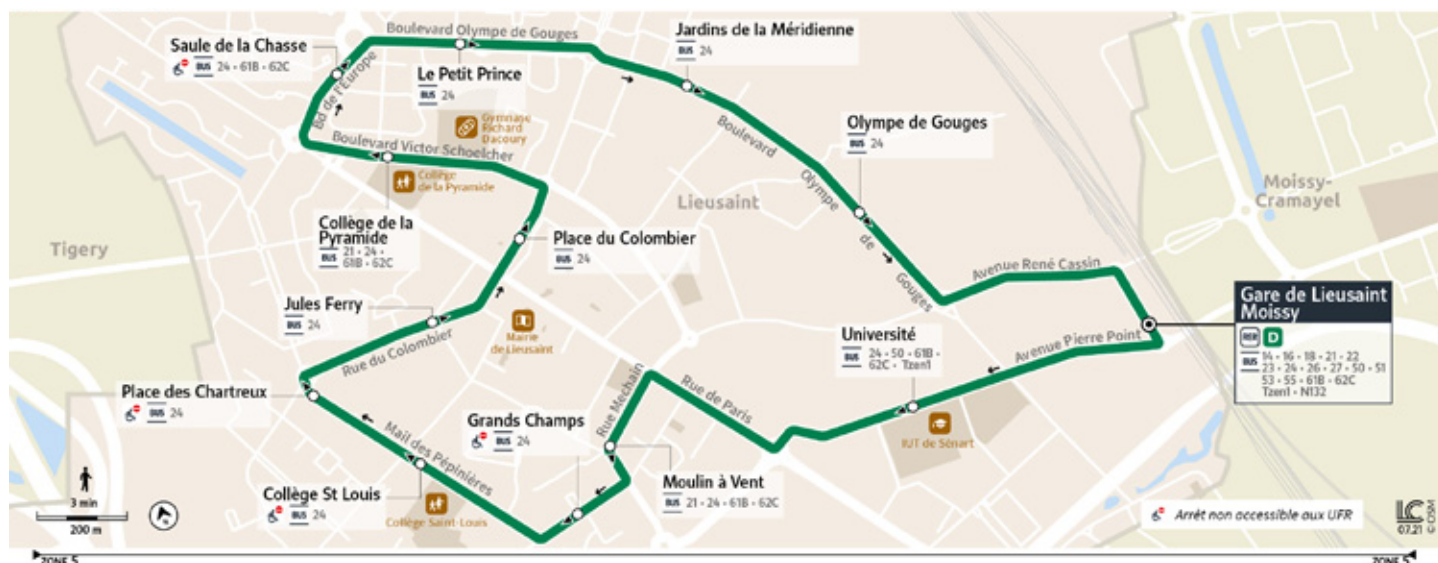 Boulevard Olympe de Gouges
Saule de la Chasse
BUS 24 • 61B • 62C
Bd de l'Europe
Le Petit Prince
BUS 24
Jardins de la Méridienne
BUS 24
Gymnase
Richard
Dacoury
Boulevard Victor Schoelcher
Collège
de la Pyramide
Boulevard
Olympe
de
Gouges
Olympe de Gouges
BUS 24
Lieusaint
Moissy-
Cramayel
Tigery
Collège de la
Pyramide
BUS 21 • 24 •
61B • 62C
Place du Colombier
BUS 24
Avenue René Cassin
Jules Ferry
BUS 24
Mairie
de Lieusaint
Rue du Colombier
Université
BUS 24 • 50 • 61B •
62C • Tzen1
Avenue Pierre Point
Gare de Lieusaint
Moissy
RER D
BUS 14 • 16 • 18 • 21 • 22
23 • 24 • 26 • 27 • 50 • 51
53 • 55 • 61B • 62C
Tzen1 • N132
Place des Chartreux
BUS 24
Rue Mechain
Rue de Paris
Grands Champs
BUS 24
Mail des Pépinières
IUT de Sénart
Collège St Louis
BUS 24
Collège Saint-Louis
Moulin à Vent
BUS 21 • 24 • 61B • 62C
3 min
200 m
N
Arrêt non accessible aux UFR
LC
07.21
© OSM
ZONE 5
ZONE 5